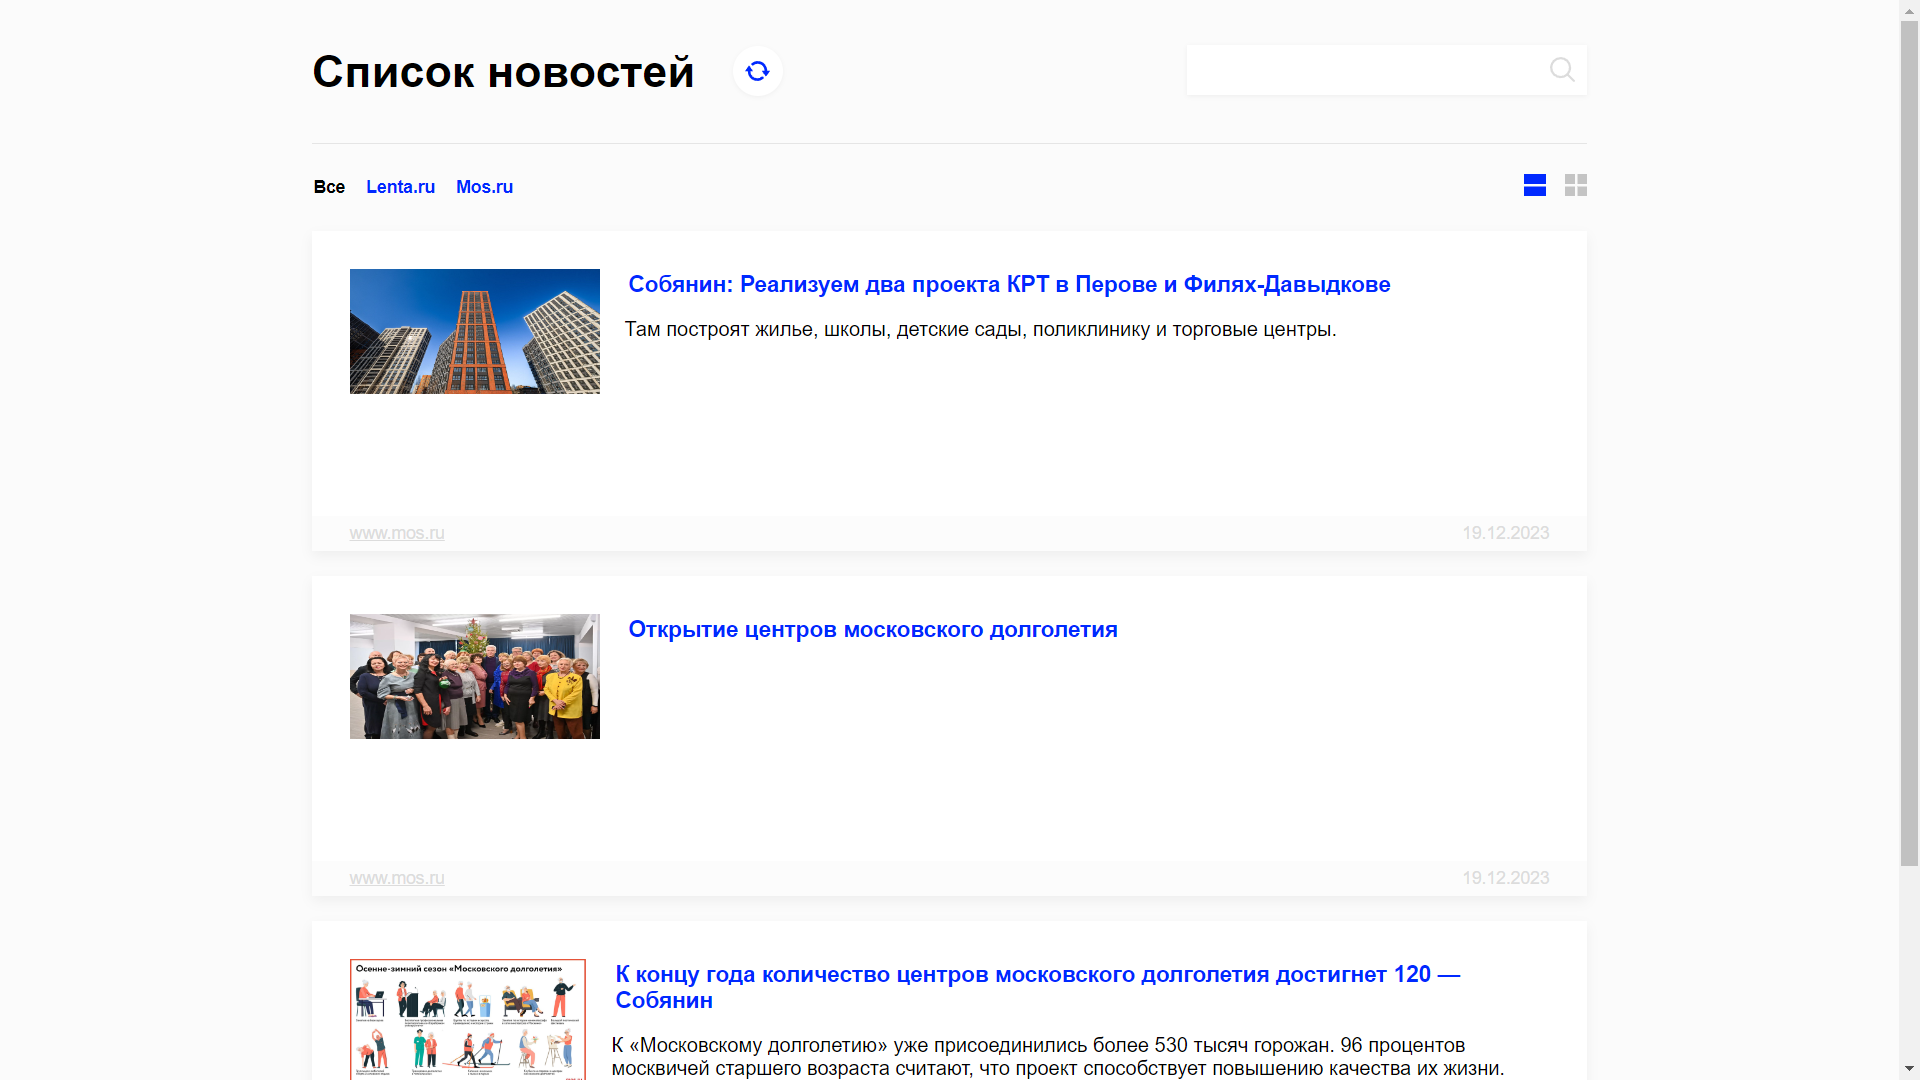 Список новостей
Все Lenta.ru Mos.ru
Собянин: Реализуем два проекта КРТ в Перове и Филях-Давыдкове
Там построят жилье, школы, детские сады, поликлинику и торговые центры.
www.mos.ru 19.12.2023
Открытие центров московского долголетия
www.mos.ru 19.12.2023
Осенне-зимний сезон «Московского долголетия»
К концу года количество центров московского долголетия достигнет 120 —
Собянин
К «Московскому долголетию» уже присоединились более 530 тысяч горожан. 96 процентов
москвичей старшего возраста считают, что проект способствует повышению качества их жизни.